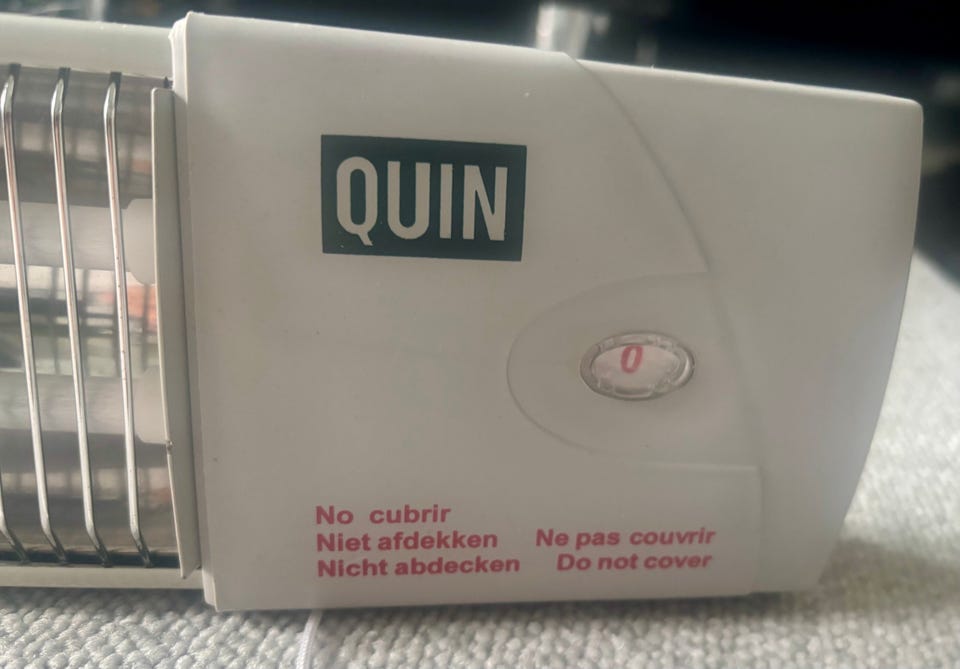 QUIN
0
No cubrir
Niet afdekken Ne pas couvrir
Nicht abdecken Do not cover